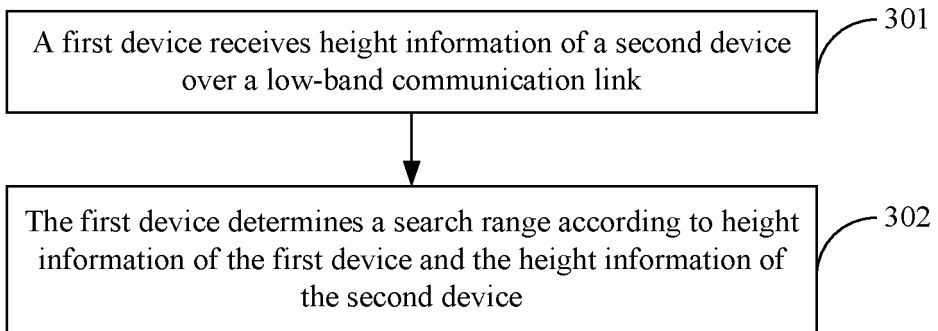 A first device receives height information of a second device
over a low-band communication link
301
The first device determines a search range according to height
information of the first device and the height information of
the second device
302